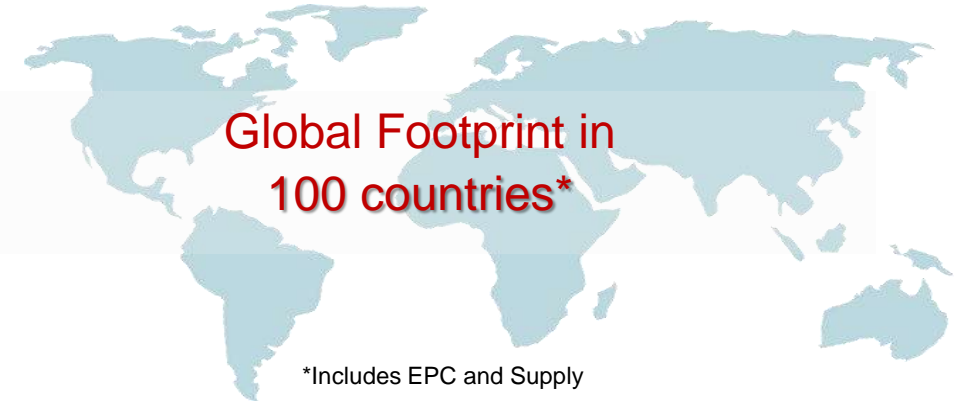 Global Footprint in
100 countries*
*Includes EPC and Supply